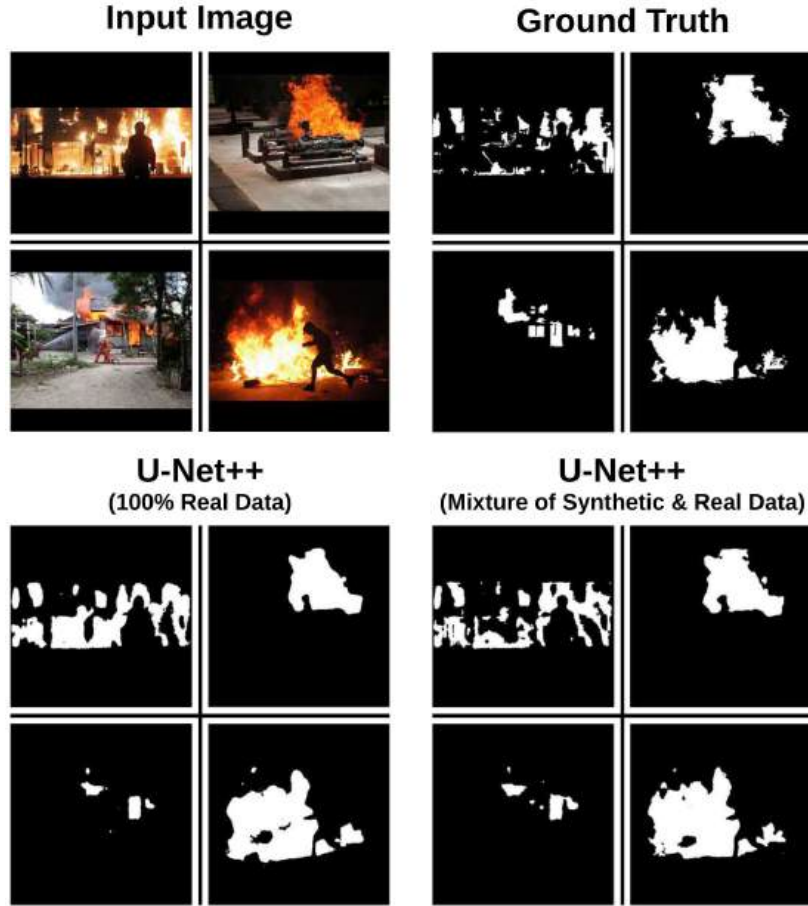 Input Image
Ground Truth
U-Net++
(100% Real Data)
U-Net++
(Mixture of Synthetic & Real Data)